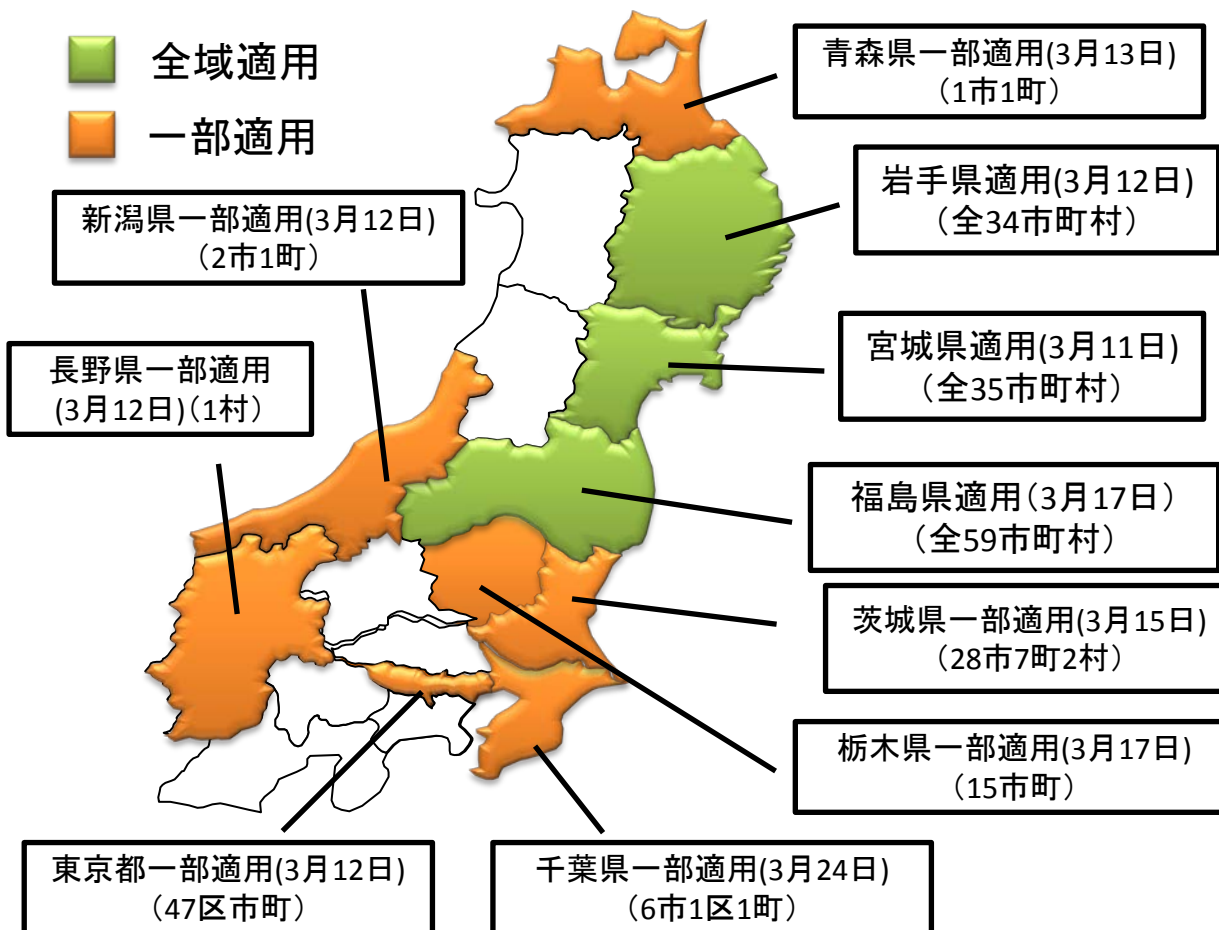 全域適用
一部適用
青森県一部適用(3月13日)
（1市1町）
岩手県適用(3月12日)
（全34市町村）
新潟県一部適用(3月12日)
（2市1町）
宮城県適用(3月11日)
（全35市町村）
長野県一部適用
(3月12日)（1村）
福島県適用（3月17日）
（全59市町村）
茨城県一部適用(3月15日)
（28市7町2村）
栃木県一部適用(3月17日)
（15市町）
東京都一部適用(3月12日)
（47区市町）
千葉県一部適用(3月24日)
（6市1区1町）